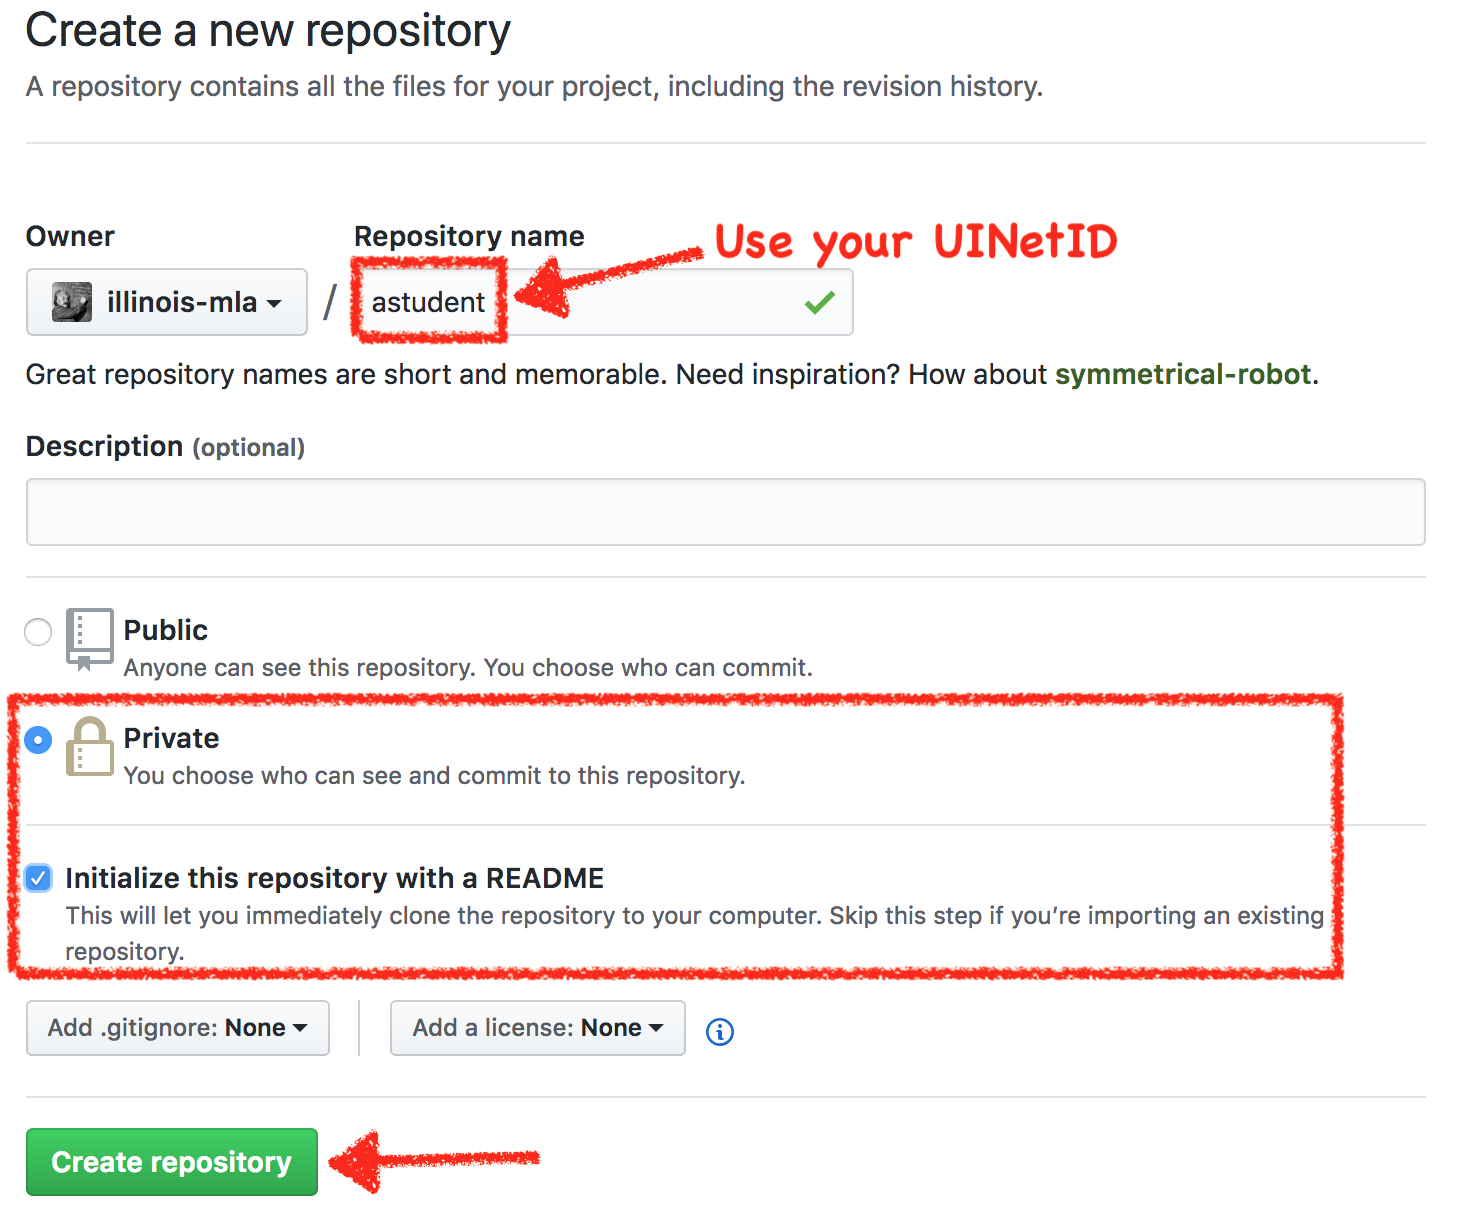 Create a new repository
A repository contains all the files for your project, including the revision history.
Owner
Repository name
Use your UINetID
illinois-mla / astudent
Great repository names are short and memorable. Need inspiration? How about symmetrical-robot.
Description (optional)
Public
Anyone can see this repository. You choose who can commit.
Private
You choose who can see and commit to this repository.
Initialize this repository with a README
This will let you immediately clone the repository to your computer. Skip this step if you’re importing an existing
repository.
Add .gitignore: None
Add a license: None
Create repository